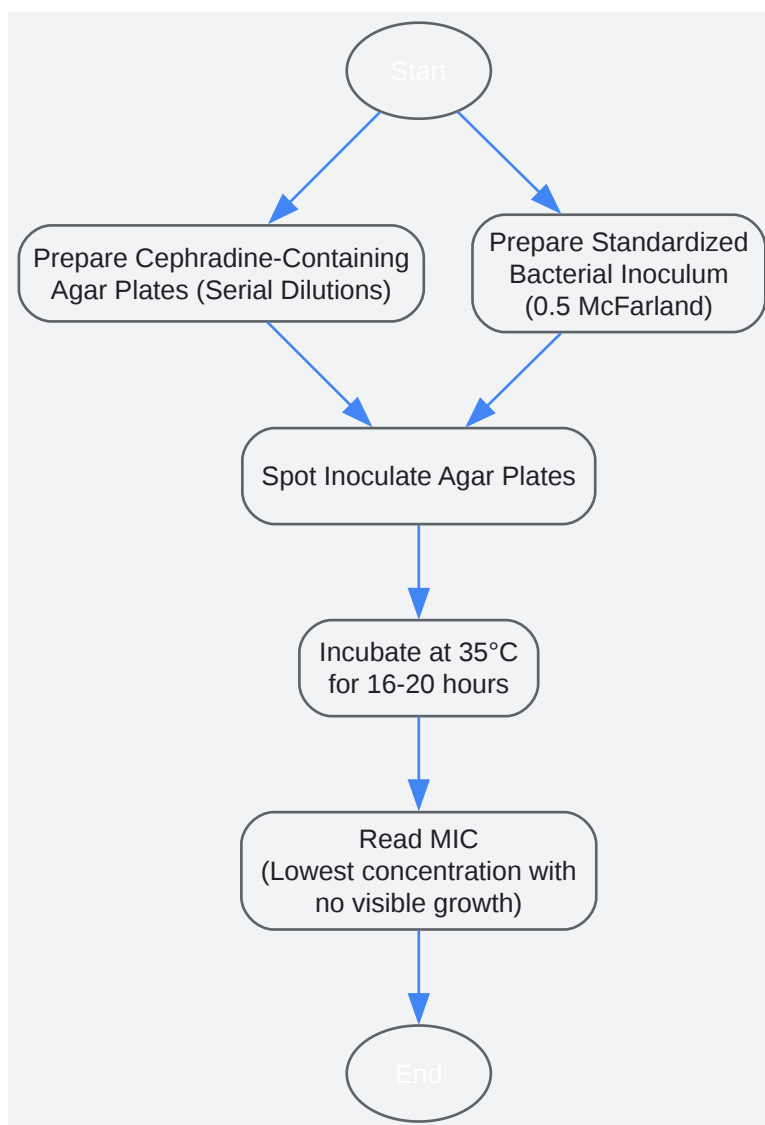 Start
Prepare Cephradine-Containing
Agar Plates (Serial Dilutions)
Prepare Standardized
Bacterial Inoculum
(0.5 McFarland)
Spot Inoculate Agar Plates
Incubate at 35°C
for 16-20 hours
Read MIC
(Lowest concentration with
no visible growth)
End